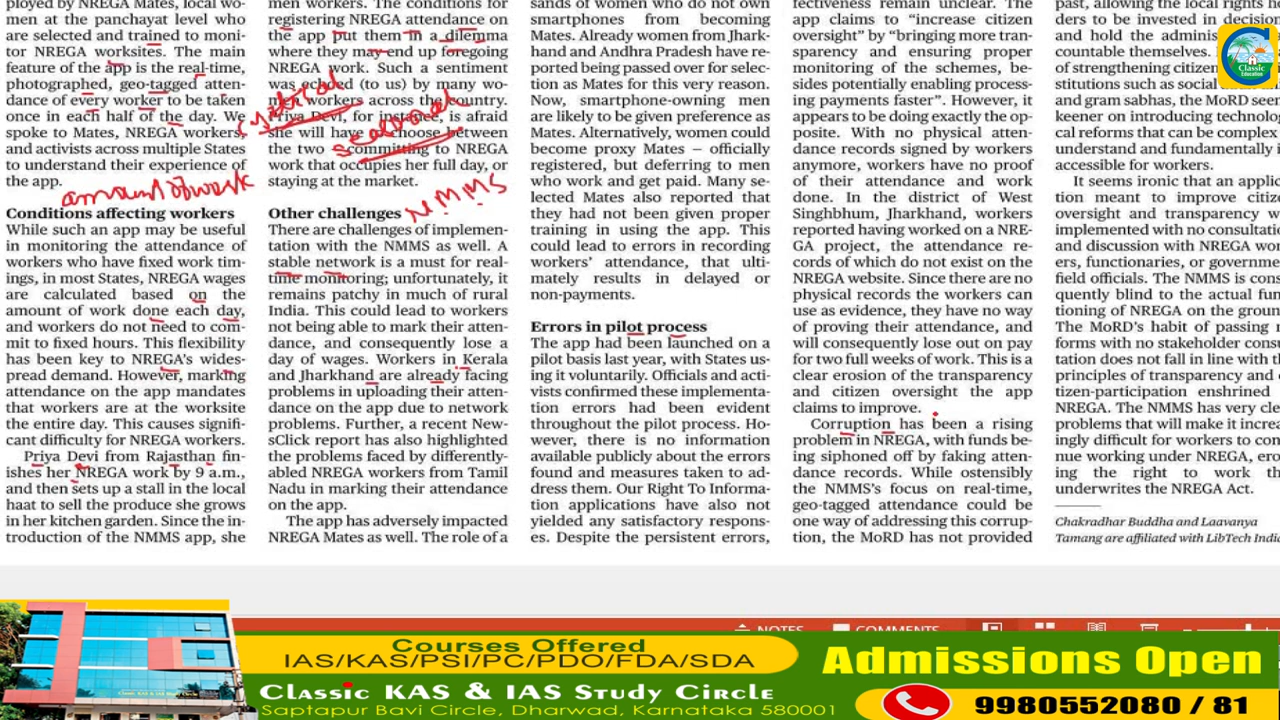 ployed by NREGA Mates, local wo-
men at the panchayat level who
are selected and trained to moni-
tor NREGA worksites. The main
feature of the app is the real-time,
photographed, geo-tagged atten-
dance of every worker to be taken
once in each half of the day. We
spoke to Mates, NREGA workers,
and activists across multiple States
to understand their experience of
the app.
amount of work
Conditions affecting workers
While such an app may be useful
in monitoring the attendance of
workers who have fixed work tim-
ings, in most States, NREGA wages
are calculated based on the
amount of work done each day,
and workers do not need to com-
mit to fixed hours. This flexibility
has been key to NREGA's wides-
pread demand. However, marking
attendance on the app mandates
that workers are at the worksite
the entire day. This causes signifi-
cant difficulty for NREGA workers.
Priya Devi from Rajasthan fin-
ishes her NREGA work by 9 a.m.,
and then sets up a stall in the local
haat to sell the produce she grows
in her kitchen garden. Since the in-
troduction of the NMMS app, she
men workers. The conditions for
registering NREGA attendance on
the app put them in a dilemma
where they may end up foregoing
NREGA work. Such a sentiment
was (to us) by many wo-
workers across the country.
Priya Devi, for instance, is afraid
she will have to choose between
the two — committing to NREGA
work that occupies her full day, or
staying at the market.
Other challenges
NMMS
There are challenges of implemen-
tation with the NMMS as well. A
stable network is a must for real-
time monitoring; unfortunately, it
remains patchy in much of rural
India. This could lead to workers
not being able to mark their atten-
dance, and consequently lose a
day of wages. Workers in Kerala
and Jharkhand are already facing
problems in uploading their atten-
dance on the app due to network
problems. Further, a recent New-
sClick report has also highlighted
the problems faced by differently-
abled NREGA workers from Tamil
Nadu in marking their attendance
on the app.
The app has adversely impacted
NREGA Mates as well. The role of a
sands of women who do not own
smartphones from becoming
Mates. Already women from Jhark-
hand and Andhra Pradesh have re-
ported being passed over for selec-
tion as Mates for this very reason.
Now, smartphone-owning men
are likely to be given preference as
Mates. Alternatively, women could
become proxy Mates – officially
registered, but deferring to men
who work and get paid. Many se-
lected Mates also reported that
they had not been given proper
training in using the app. This
could lead to errors in recording
workers' attendance, that ulti-
mately results in delayed or
non-payments.
Errors in pilot process
The app had been launched on a
pilot basis last year, with States us-
ing it voluntarily. Officials and acti-
vists confirmed these implementa-
tion errors had been evident
throughout the pilot process. Ho-
wever, there is no information
available publicly about the errors
found and measures taken to ad-
dress them. Our Right To Informa-
tion applications have also not
yielded any satisfactory respons-
es. Despite the persistent errors,
fectiveness remain unclear. The
app claims to “increase citizen
oversight” by “bringing more tran-
sparency and ensuring proper
monitoring of the schemes, be-
sides potentially enabling process-
ing payments faster”. However, it
appears to be doing exactly the op-
posite. With no physical atten-
dance records signed by workers
anymore, workers have no proof
of their attendance and work
done. In the district of West
Singhbhum, Jharkhand, workers
reported having worked on a NRE-
GA project, the attendance re-
cords of which do not exist on the
NREGA website. Since there are no
physical records the workers can
use as evidence, they have no way
of proving their attendance, and
will consequently lose out on pay
for two full weeks of work. This is a
clear erosion of the transparency
and citizen oversight the app
claims to improve.
Corruption has been a rising
problem in NREGA, with funds be-
ing siphoned off by faking atten-
dance records. While ostensibly
the NMMS's focus on real-time,
geo-tagged attendance could be
one way of addressing this corrup-
tion, the MoRD has not provided
past, allowing the local rights ho
ders to be invested in decision
and hold the adminis
countable themselves.
of strengthening citizen
stitutions such as social
and gram sabhas, the MoRD seem
keener on introducing technolog
cal reforms that can be complex
understand and fundamentally i
accessible for workers.
It seems ironic that an applic
tion meant to improve citize
oversight and transparency w
implemented with no consultatio
and discussion with NREGA wor
ers, functionaries, or governme
field officials. The NMMS is cons
quently blind to the actual fun
tioning of NREGA on the groun
The MoRD's habit of passing r
forms with no stakeholder consu
tation does not fall in line with th
principles of transparency and c
tizen-participation enshrined
NREGA. The NMMS has very clea
problems that will make it increa
ingly difficult for workers to con
nue working under NREGA, ero
ing the right to work th
underwrites the NREGA Act.
Chakradhar Buddha and Laavanya
Tamang are affiliated with LibTech India
Classic
Education
NOTES
COMMENTS
Courses Offered
IAS/KAS/PSI/PC/PDO/FDA/SDA
Classic KAS & IAS Study Circle
Saptapur Bavi Circle, Dharwad, Karnataka 580001
Admissions Open
9980552080 / 81